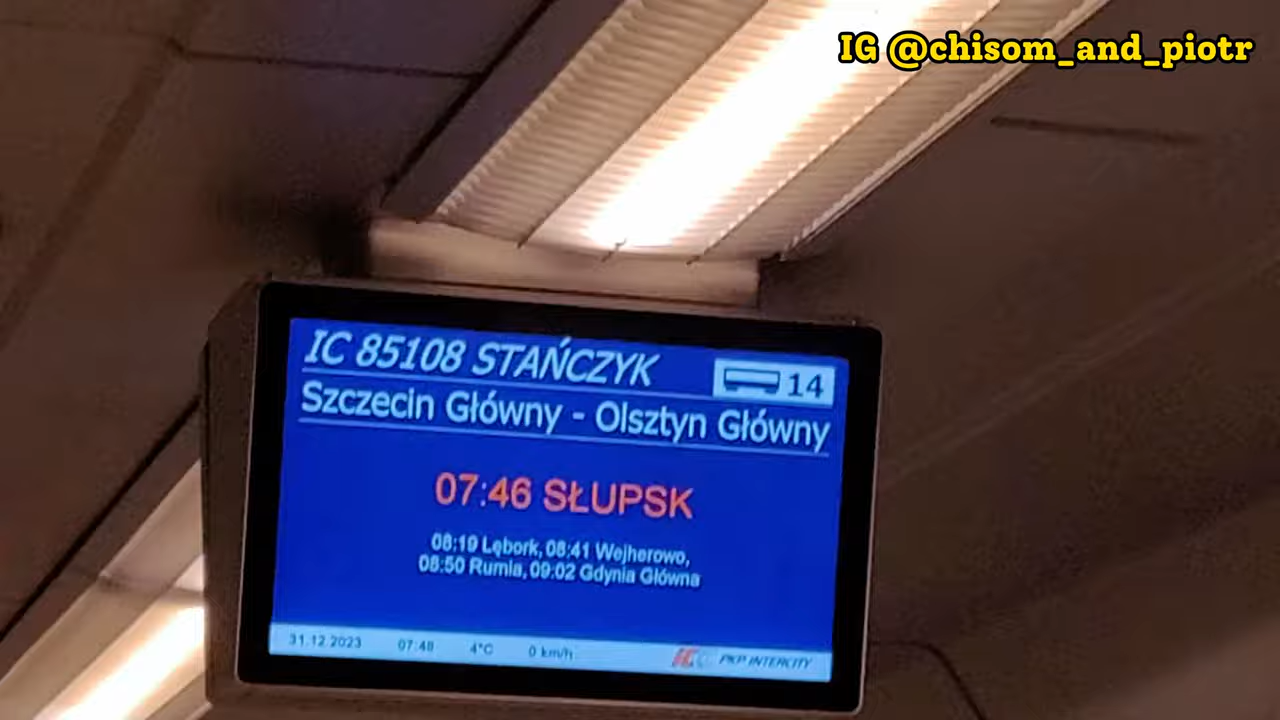 IG @chisom_and_piotr
IC 85108 STAŃCZYK
14
Szczecin Główny - Olsztyn Główny
07:46 SŁUPSK
08:19 Lębork, 08:41 Wejherowo,
08:50 Rumia, 09:02 Gdynia Główna
31.12.2023 07:48 4°C 0 km/h PKP INTERCITY